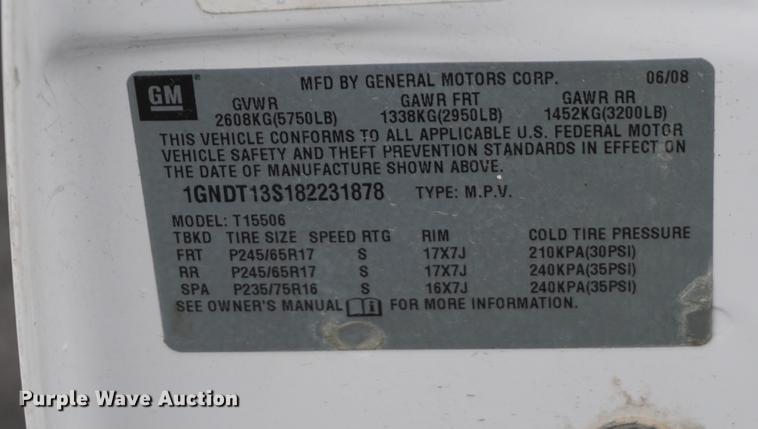 GM
MFD BY GENERAL MOTORS CORP. 06/08
GVWR GAWR FRT GAWR RR
2608KG(5750LB) 1338KG(2950LB) 1452KG(3200LB)
THIS VEHICLE CONFORMS TO ALL APPLICABLE U.S. FEDERAL MOTOR
VEHICLE SAFETY AND THEFT PREVENTION STANDARDS IN EFFECT ON
THE DATE OF MANUFACTURE SHOWN ABOVE.
1GNDT13S182231878 TYPE: M.P.V.
MODEL: T15506
TBKD TIRE SIZE SPEED RTG RIM COLD TIRE PRESSURE
FRT P245/65R17 S 17X7J 210KPA(30PSI)
RR P245/65R17 S 17X7J 240KPA(35PSI)
SPA P235/75R16 S 16X7J 240KPA(35PSI)
SEE OWNER'S MANUAL FOR MORE INFORMATION.
Purple Wave Auction